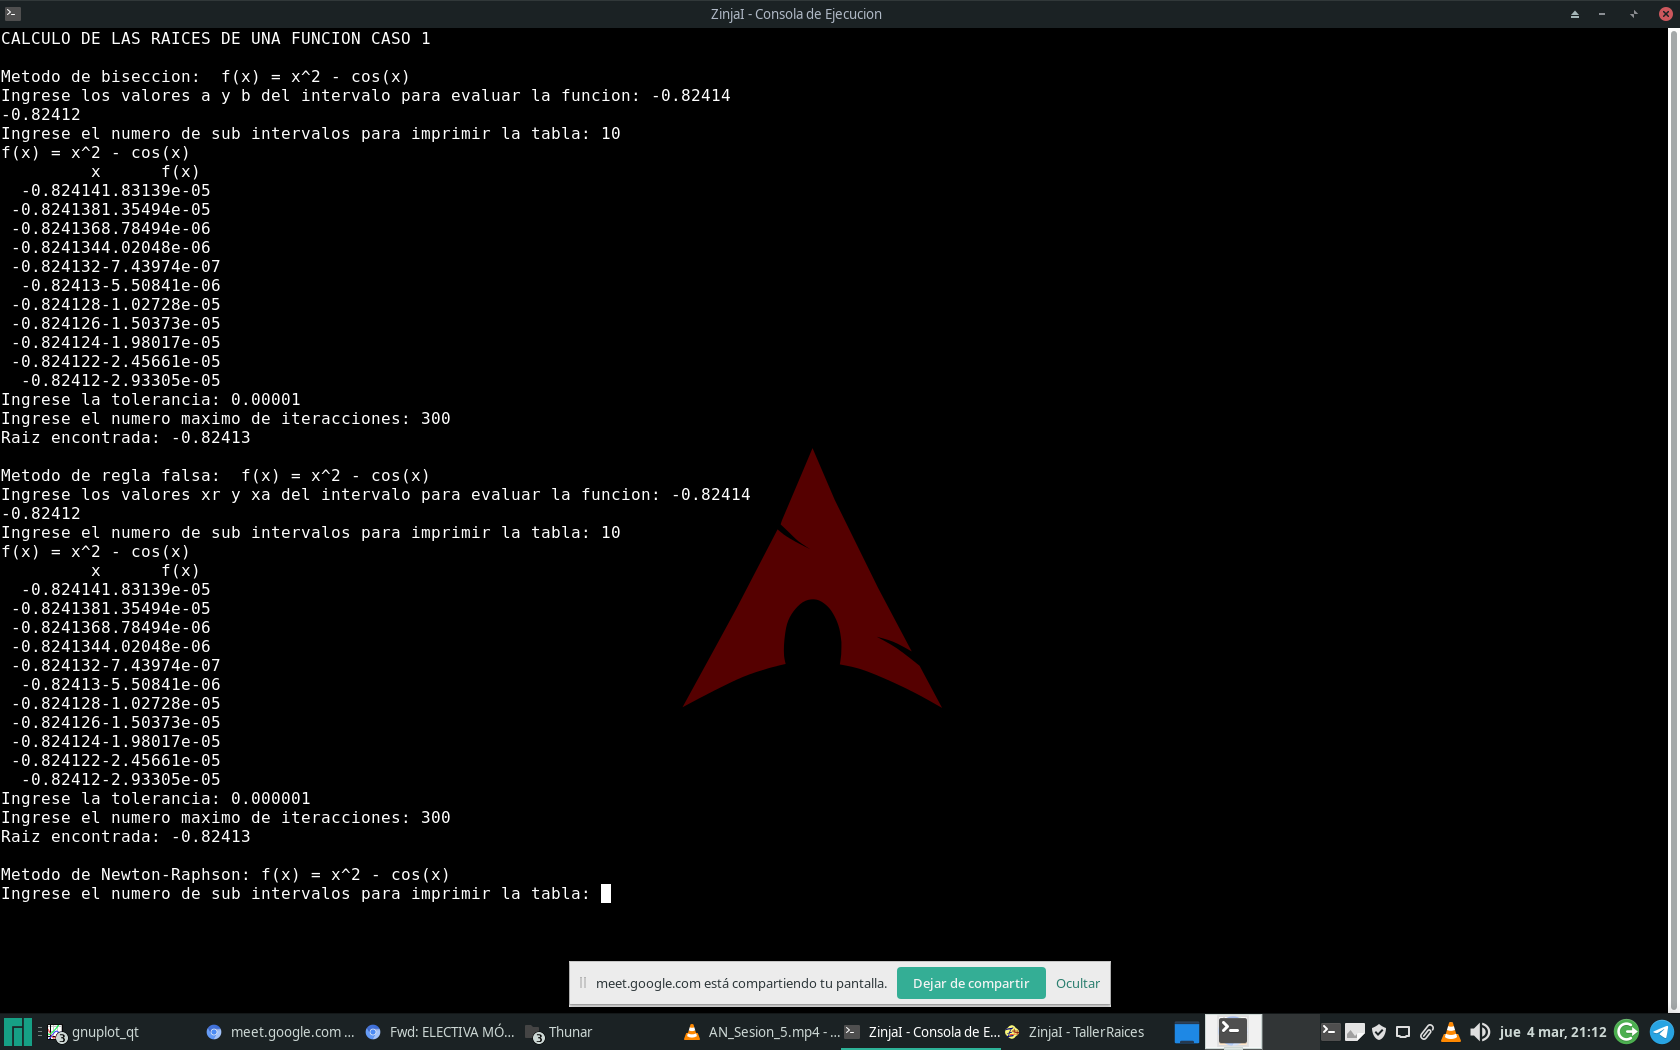 ZinjaI - Consola de Ejecucion
CALCULO DE LAS RAICES DE UNA FUNCION CASO 1
Metodo de biseccion:  f(x) = x^2 - cos(x)
Ingrese los valores a y b del intervalo para evaluar la funcion: -0.82414
-0.82412
Ingrese el numero de sub intervalos para imprimir la tabla: 10
f(x) = x^2 - cos(x)
         x      f(x)
  -0.824141.83139e-05
 -0.8241381.35494e-05
 -0.8241368.78494e-06
 -0.8241344.02048e-06
 -0.824132-7.43974e-07
  -0.82413-5.50841e-06
 -0.824128-1.02728e-05
 -0.824126-1.50373e-05
 -0.824124-1.98017e-05
 -0.824122-2.45661e-05
  -0.82412-2.93305e-05
Ingrese la tolerancia: 0.00001
Ingrese el numero maximo de iteracciones: 300
Raiz encontrada: -0.82413
Metodo de regla falsa:  f(x) = x^2 - cos(x)
Ingrese los valores xr y xa del intervalo para evaluar la funcion: -0.82414
-0.82412
Ingrese el numero de sub intervalos para imprimir la tabla: 10
f(x) = x^2 - cos(x)
         x      f(x)
  -0.824141.83139e-05
 -0.8241381.35494e-05
 -0.8241368.78494e-06
 -0.8241344.02048e-06
 -0.824132-7.43974e-07
  -0.82413-5.50841e-06
 -0.824128-1.02728e-05
 -0.824126-1.50373e-05
 -0.824124-1.98017e-05
 -0.824122-2.45661e-05
  -0.82412-2.93305e-05
Ingrese la tolerancia: 0.000001
Ingrese el numero maximo de iteracciones: 300
Raiz encontrada: -0.82413
Metodo de Newton-Raphson: f(x) = x^2 - cos(x)
Ingrese el numero de sub intervalos para imprimir la tabla:
meet.google.com está compartiendo tu pantalla. Dejar de compartir Ocultar
3 gnuplot_qt meet.google.com ... Fwd: ELECTIVA MÓ... 3 Thunar AN_Sesion_5.mp4 - ... ZinjaI - Consola de E... ZinjaI - TallerRaices jue 4 mar, 21:12